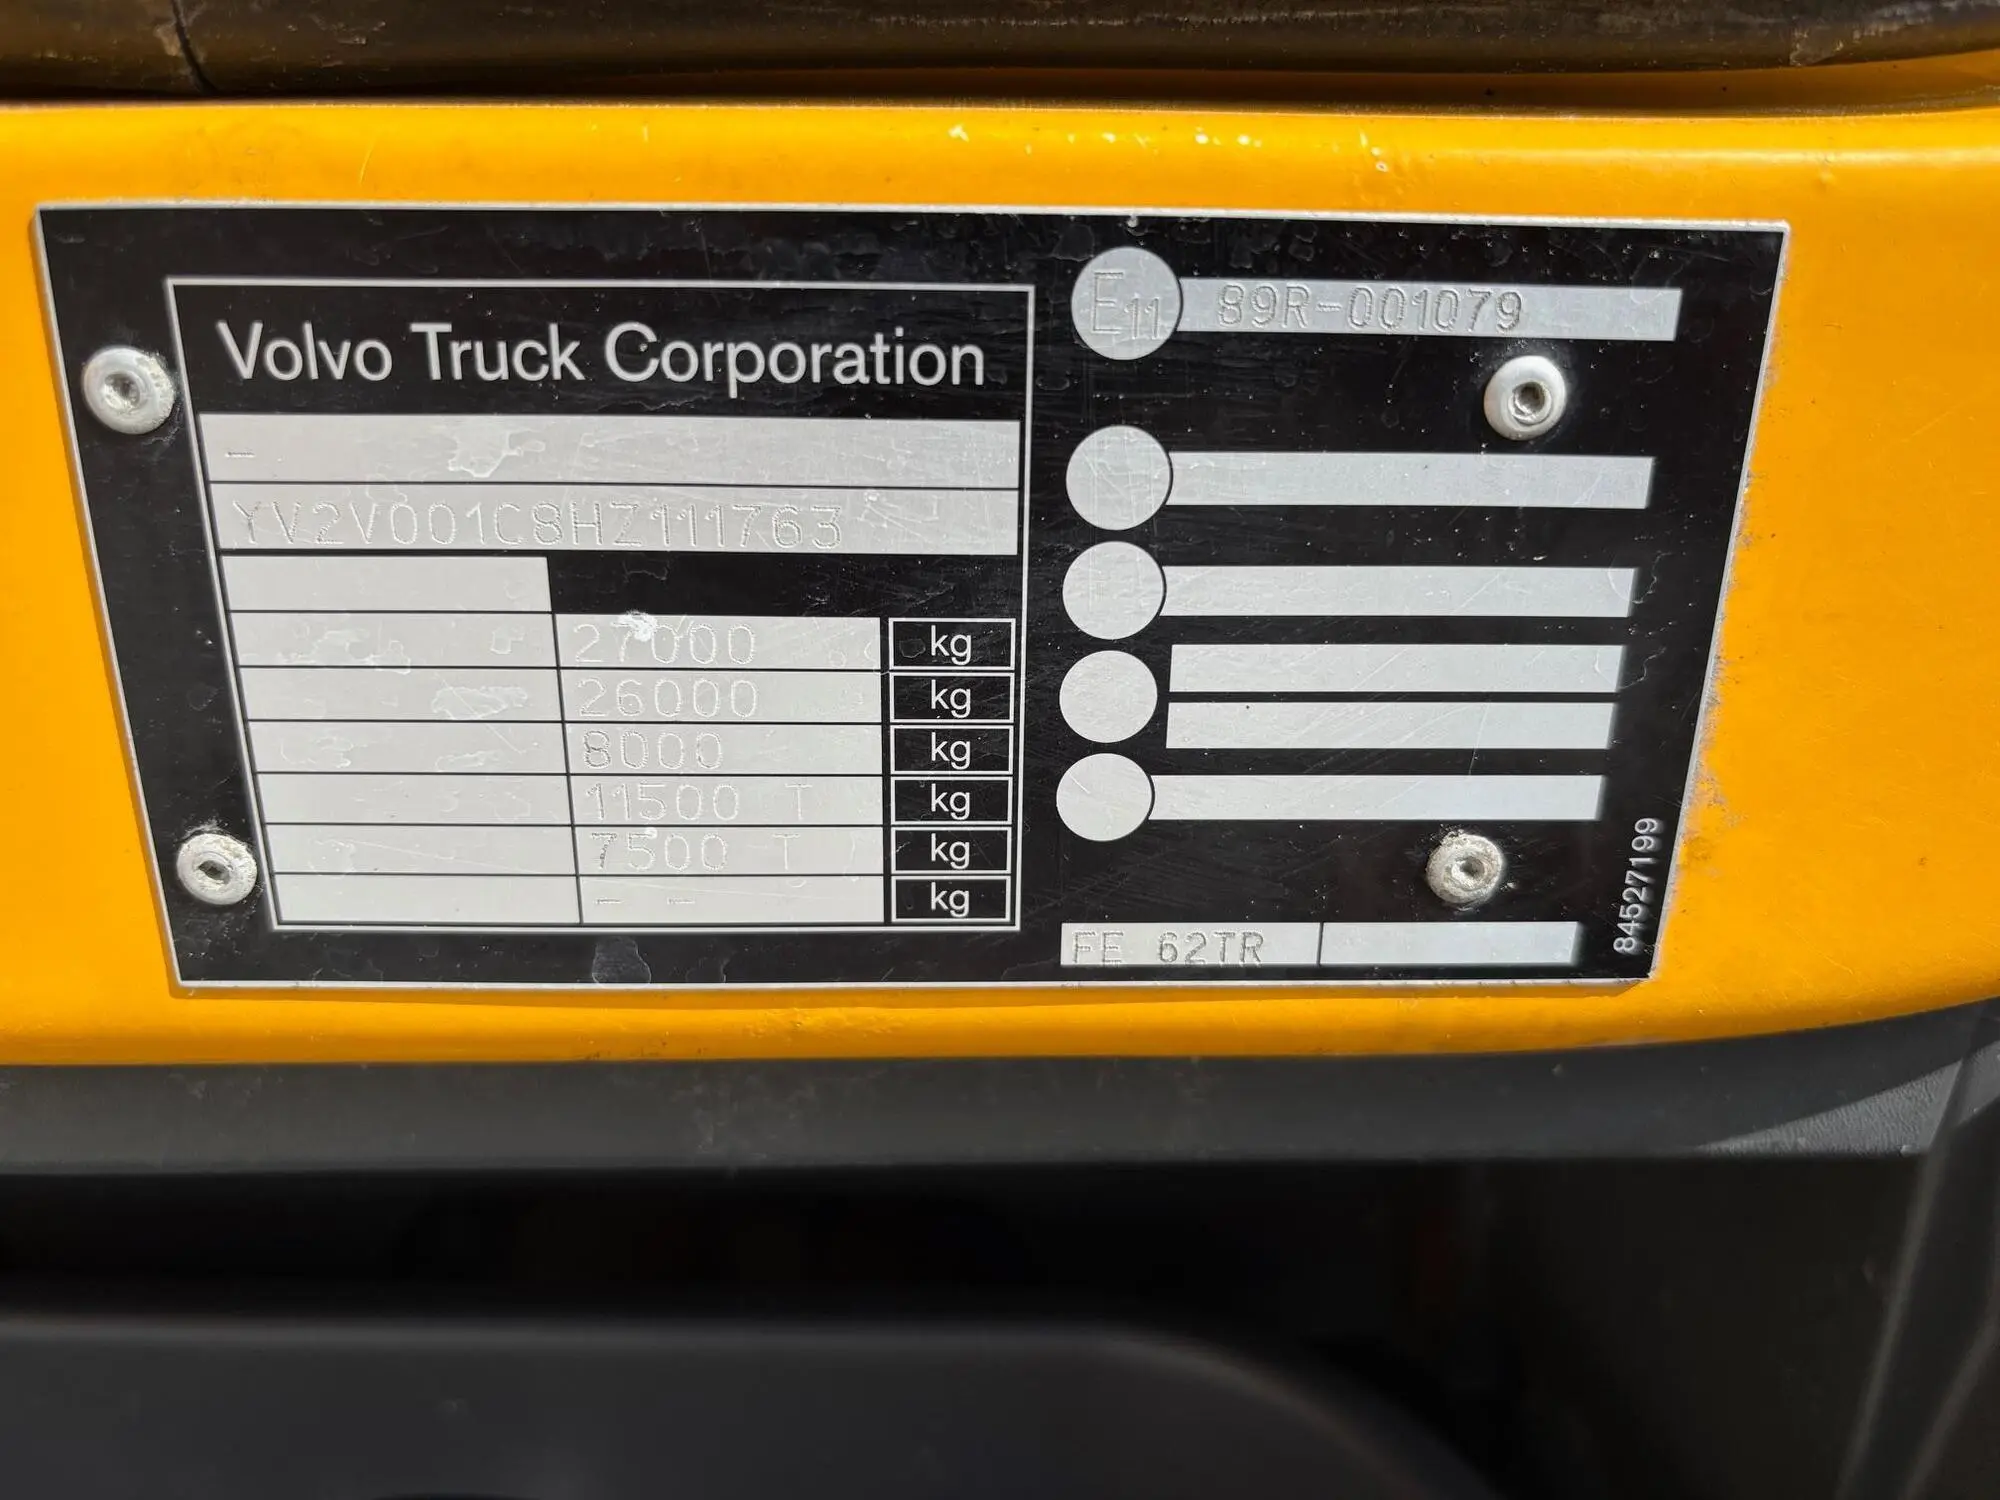 Volvo Truck Corporation
-
YV2V001C8HZ111763
27000 kg
26000 kg
8000 kg
11500 T kg
7500 T kg
- - kg
E11 89R-001079
FE 62TR
84527199